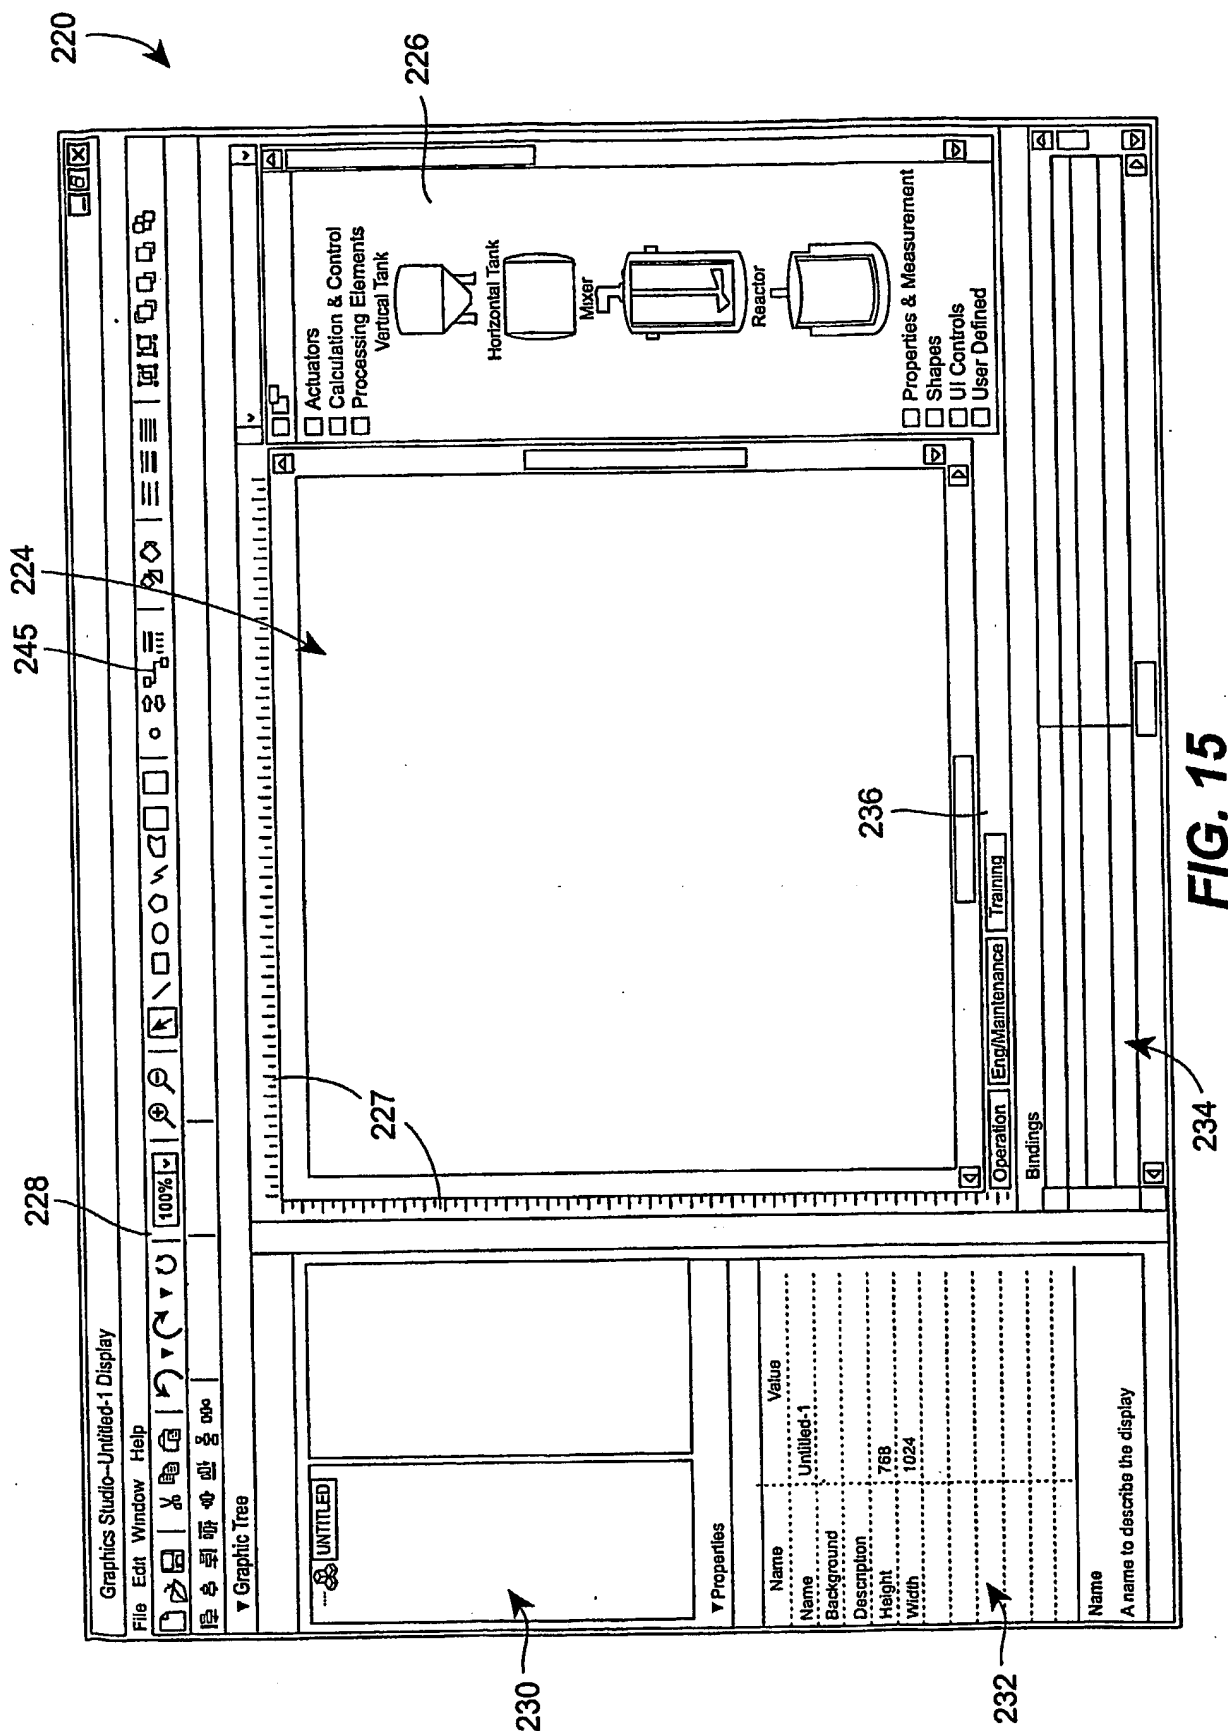 220
Graphics Studio--Untitled-1 Display
File Edit Window Help
228
100%
245
224
226
▼ Graphic Tree
UNTITLED
230
227
Actuators
Calculation & Control
Processing Elements
Vertical Tank
Horizontal Tank
Mixer
Reactor
Properties & Measurement
Shapes
UI Controls
User Defined
▼ Properties
Name Value
Name Untitled-1
Background
Description
Height 768
Width 1024
Name
A name to describe the display
232
236
Operation Eng/Maintenance Training
Bindings
234
FIG. 15